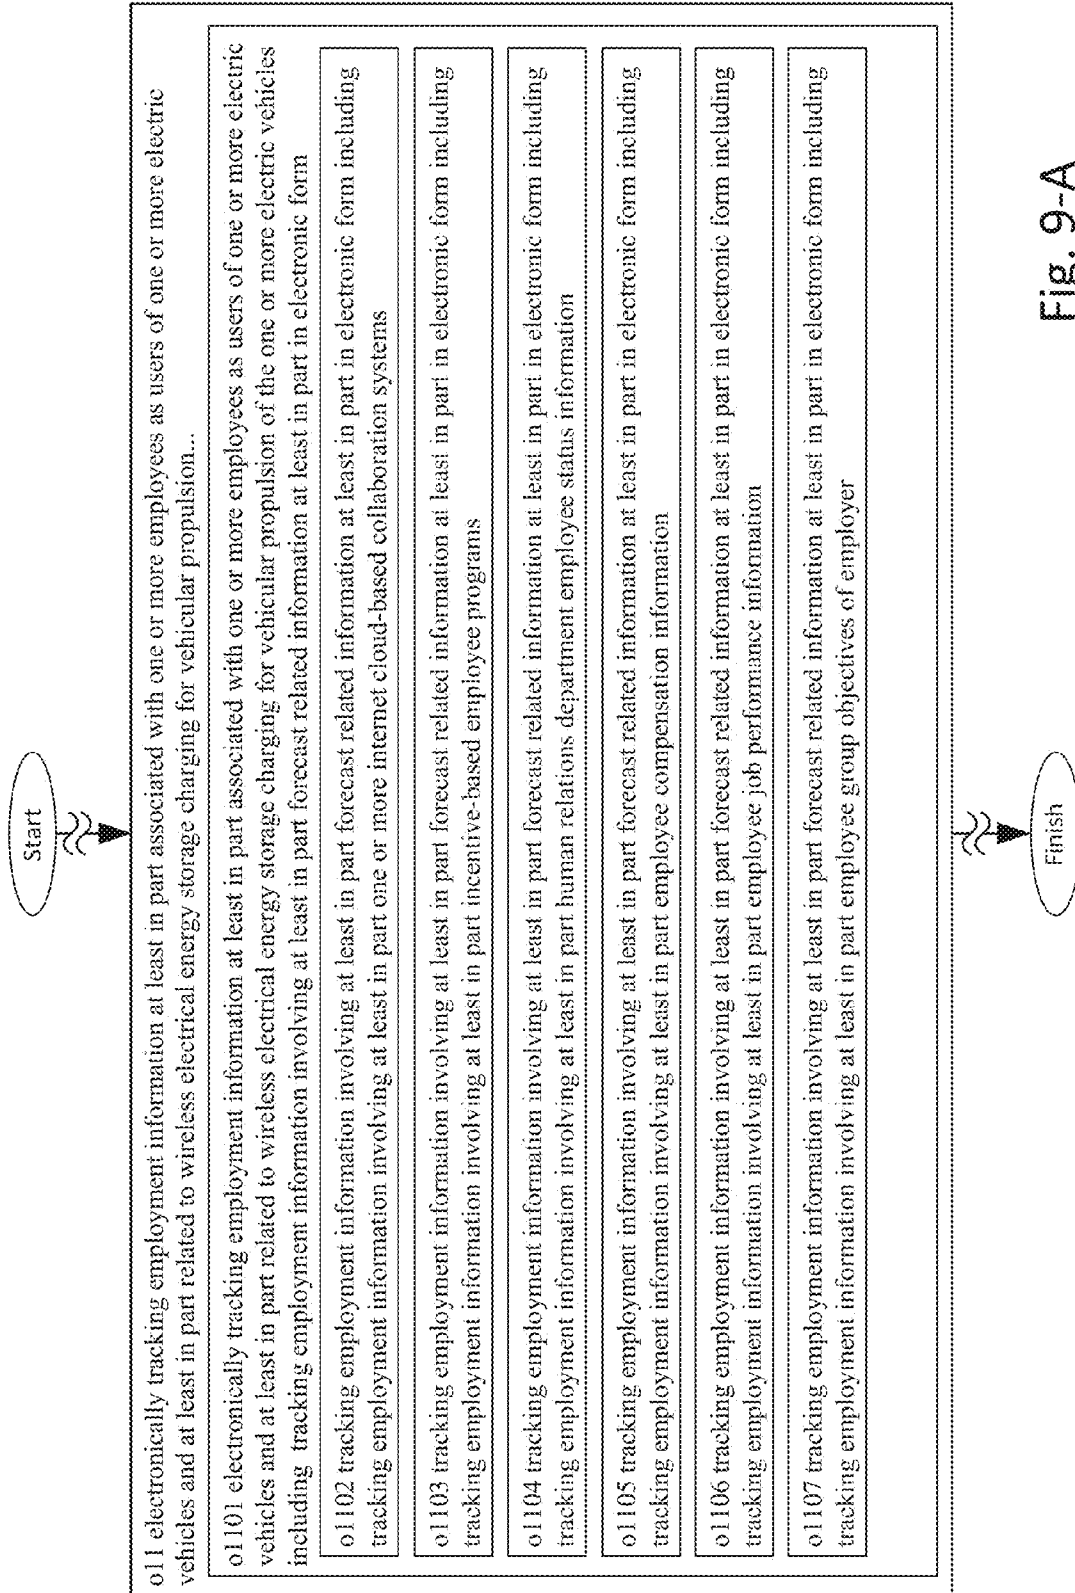 Start
o11 electronically tracking employment information at least in part associated with one or more employees as users of one or more electric
vehicles and at least in part related to wireless electrical energy storage charging for vehicular propulsion...
o1101 electronically tracking employment information at least in part associated with one or more employees as users of one or more electric
vehicles and at least in part related to wireless electrical energy storage charging for vehicular propulsion of the one or more electric vehicles
including tracking employment information involving at least in part forecast related information at least in part in electronic form
o1102 tracking employment information involving at least in part forecast related information at least in part in electronic form including
tracking employment information involving at least in part one or more internet cloud-based collaboration systems
o1103 tracking employment information involving at least in part forecast related information at least in part in electronic form including
tracking employment information involving at least in part incentive-based employee programs
o1104 tracking employment information involving at least in part forecast related information at least in part in electronic form including
tracking employment information involving at least in part human relations department employee status information
o1105 tracking employment information involving at least in part forecast related information at least in part in electronic form including
tracking employment information involving at least in part employee compensation information
o1106 tracking employment information involving at least in part forecast related information at least in part in electronic form including
tracking employment information involving at least in part employee job performance information
o1107 tracking employment information involving at least in part forecast related information at least in part in electronic form including
tracking employment information involving at least in part employee group objectives of employer
Finish
Fig. 9-A